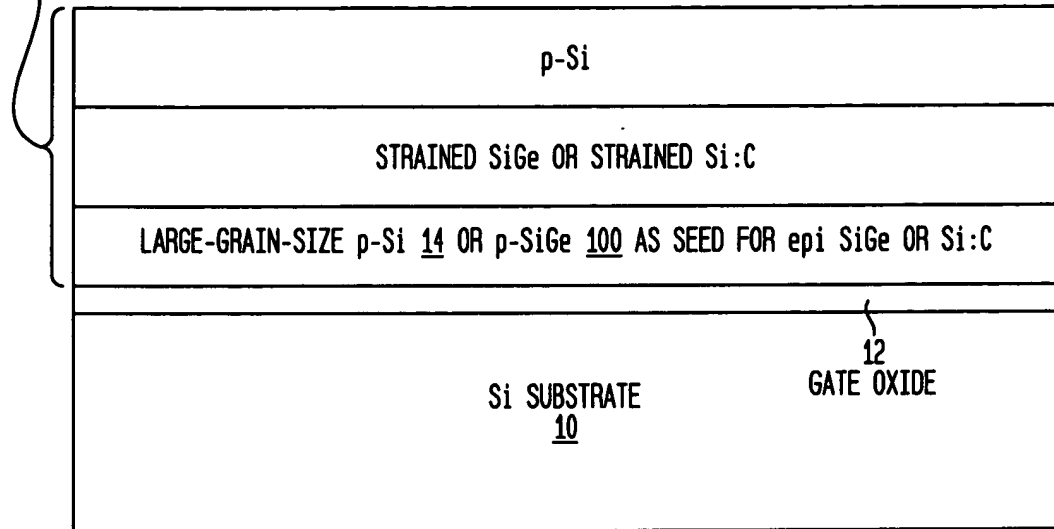 p-Si
STRAINED SiGe OR STRAINED Si:C
LARGE-GRAIN-SIZE p-Si 14 OR p-SiGe 100 AS SEED FOR epi SiGe OR Si:C
12
GATE OXIDE
Si SUBSTRATE
10